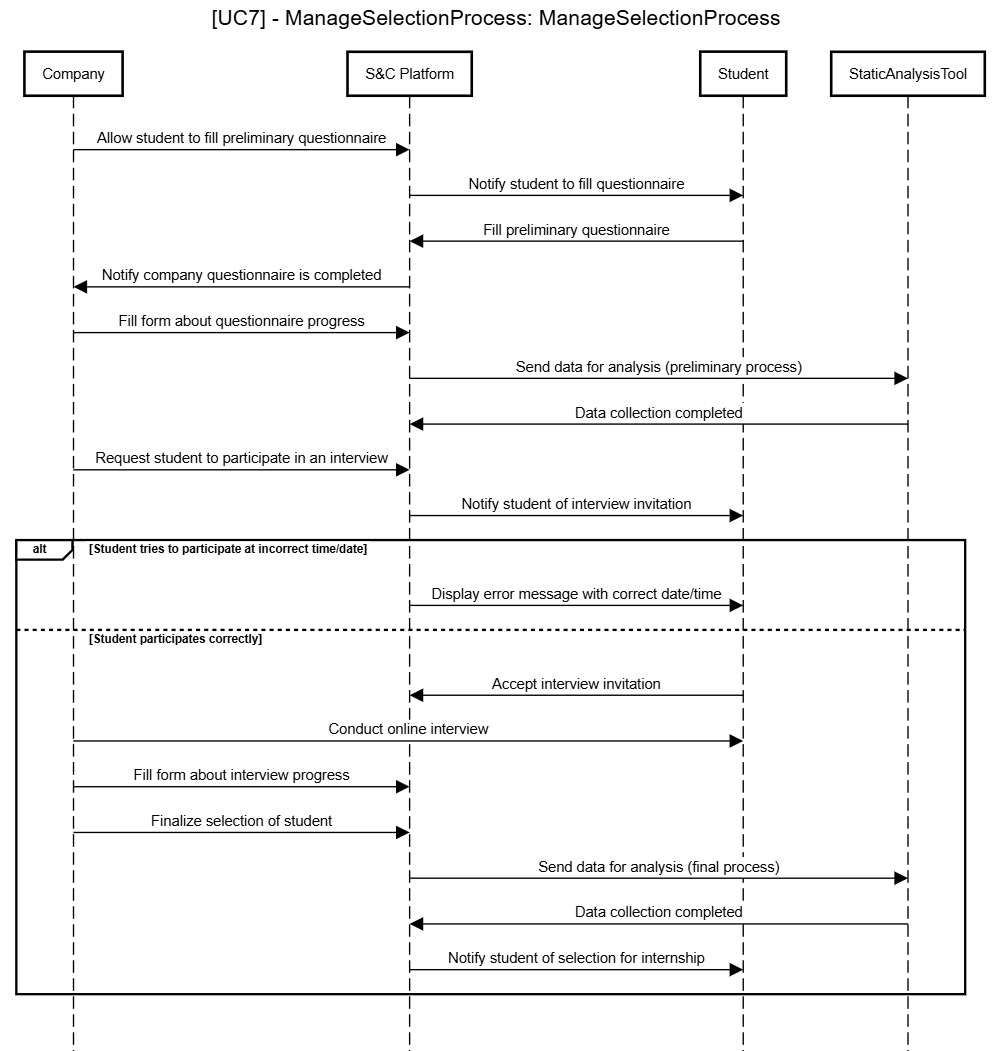 [UC7] - ManageSelectionProcess: ManageSelectionProcess
Company
S&C Platform
Student
StaticAnalysisTool
Allow student to fill preliminary questionnaire
Notify student to fill questionnaire
Fill preliminary questionnaire
Notify company questionnaire is completed
Fill form about questionnaire progress
Send data for analysis (preliminary process)
Data collection completed
Request student to participate in an interview
Notify student of interview invitation
alt
[Student tries to participate at incorrect time/date]
Display error message with correct date/time
[Student participates correctly]
Accept interview invitation
Conduct online interview
Fill form about interview progress
Finalize selection of student
Send data for analysis (final process)
Data collection completed
Notify student of selection for internship